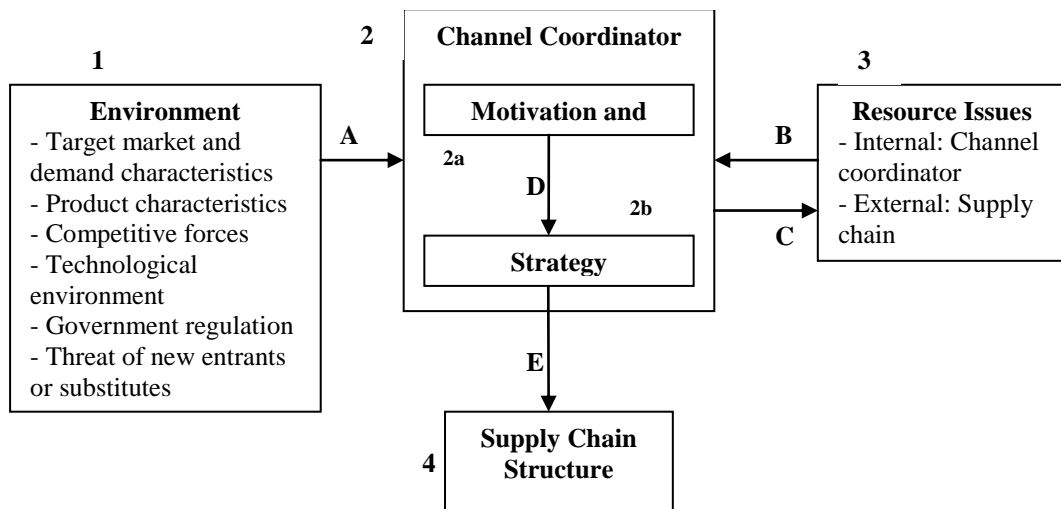 1
Environment
- Target market and
demand characteristics
- Product characteristics
- Competitive forces
- Technological
environment
- Government regulation
- Threat of new entrants
or substitutes
A
2
Channel Coordinator
Motivation and
2a
D
2b
Strategy
E
4
Supply Chain
Structure
B
C
3
Resource Issues
- Internal: Channel
coordinator
- External: Supply
chain